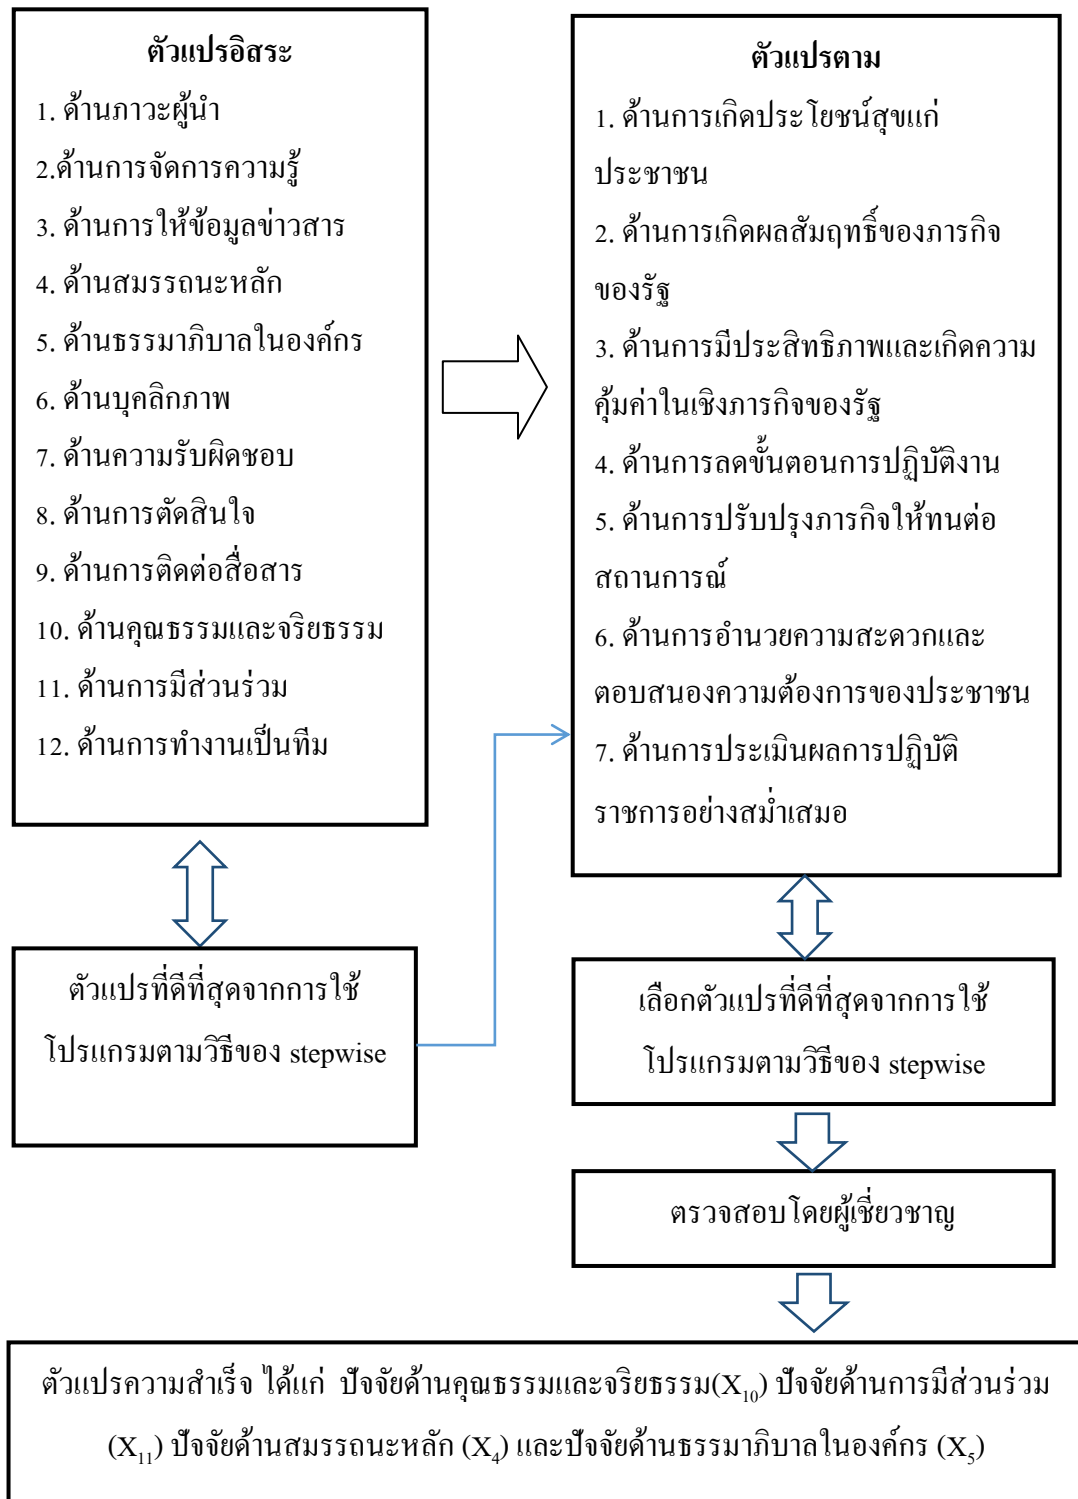 ตัวแปรอิสระ
1. ด้านภาวะผู้นำ
2.ด้านการจัดการความรู้
3. ด้านการให้ข้อมูลข่าวสาร
4. ด้านสมรรถนะหลัก
5. ด้านธรรมาภิบาลในองค์กร
6. ด้านบุคลิกภาพ
7. ด้านความรับผิดชอบ
8. ด้านการตัดสินใจ
9. ด้านการติดต่อสื่อสาร
10. ด้านคุณธรรมและจริยธรรม
11. ด้านการมีส่วนร่วม
12. ด้านการทำงานเป็นทีม
ตัวแปรตาม
1. ด้านการเกิดประโยชน์สุขแก่
ประชาชน
2. ด้านการเกิดผลสัมฤทธิ์ของภารกิจ
ของรัฐ
3. ด้านการมีประสิทธิภาพและเกิดความ
คุ้มค่าในเชิงภารกิจของรัฐ
4. ด้านการลดขั้นตอนการปฏิบัติงาน
5. ด้านการปรับปรุงภารกิจให้ทนต่อ
สถานการณ์
6. ด้านการอำนวยความสะดวกและ
ตอบสนองความต้องการของประชาชน
7. ด้านการประเมินผลการปฏิบัติ
ราชการอย่างสม่ำเสมอ
ตัวแปรที่ดีที่สุดจากการใช้
โปรแกรมตามวิธีของ stepwise
เลือกตัวแปรที่ดีที่สุดจากการใช้
โปรแกรมตามวิธีของ stepwise
ตรวจสอบโดยผู้เชี่ยวชาญ
ตัวแปรความสำเร็จ ได้แก่ ปัจจัยด้านคุณธรรมและจริยธรรม(X₁₀) ปัจจัยด้านการมีส่วนร่วม
(X₁₁) ปัจจัยด้านสมรรถนะหลัก (X₄) และปัจจัยด้านธรรมาภิบาลในองค์กร (X₅)